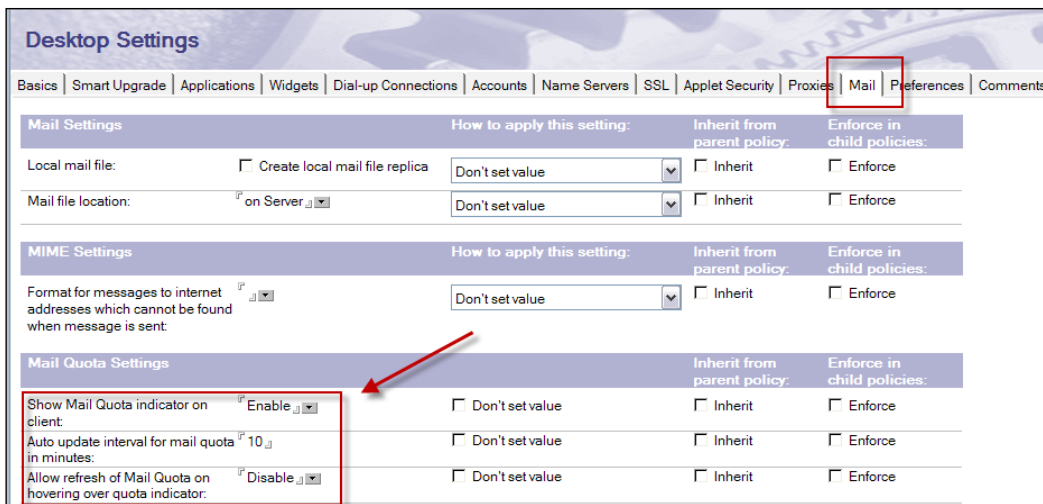 Desktop Settings
Basics | Smart Upgrade | Applications | Widgets | Dial-up Connections | Accounts | Name Servers | SSL | Applet Security | Proxies | Mail | Preferences | Comments
Mail Settings How to apply this setting: Inherit from parent policy: Enforce in child policies:
Local mail file: Create local mail file replica Don't set value Inherit Enforce
Mail file location: on Server Don't set value Inherit Enforce
MIME Settings How to apply this setting: Inherit from parent policy: Enforce in child policies:
Format for messages to internet addresses which cannot be found when message is sent: Don't set value Inherit Enforce
Mail Quota Settings Inherit from parent policy: Enforce in child policies:
Show Mail Quota indicator on client: Enable Don't set value Inherit Enforce
Auto update interval for mail quota in minutes: 10 Don't set value Inherit Enforce
Allow refresh of Mail Quota on hovering over quota indicator: Disable Don't set value Inherit Enforce